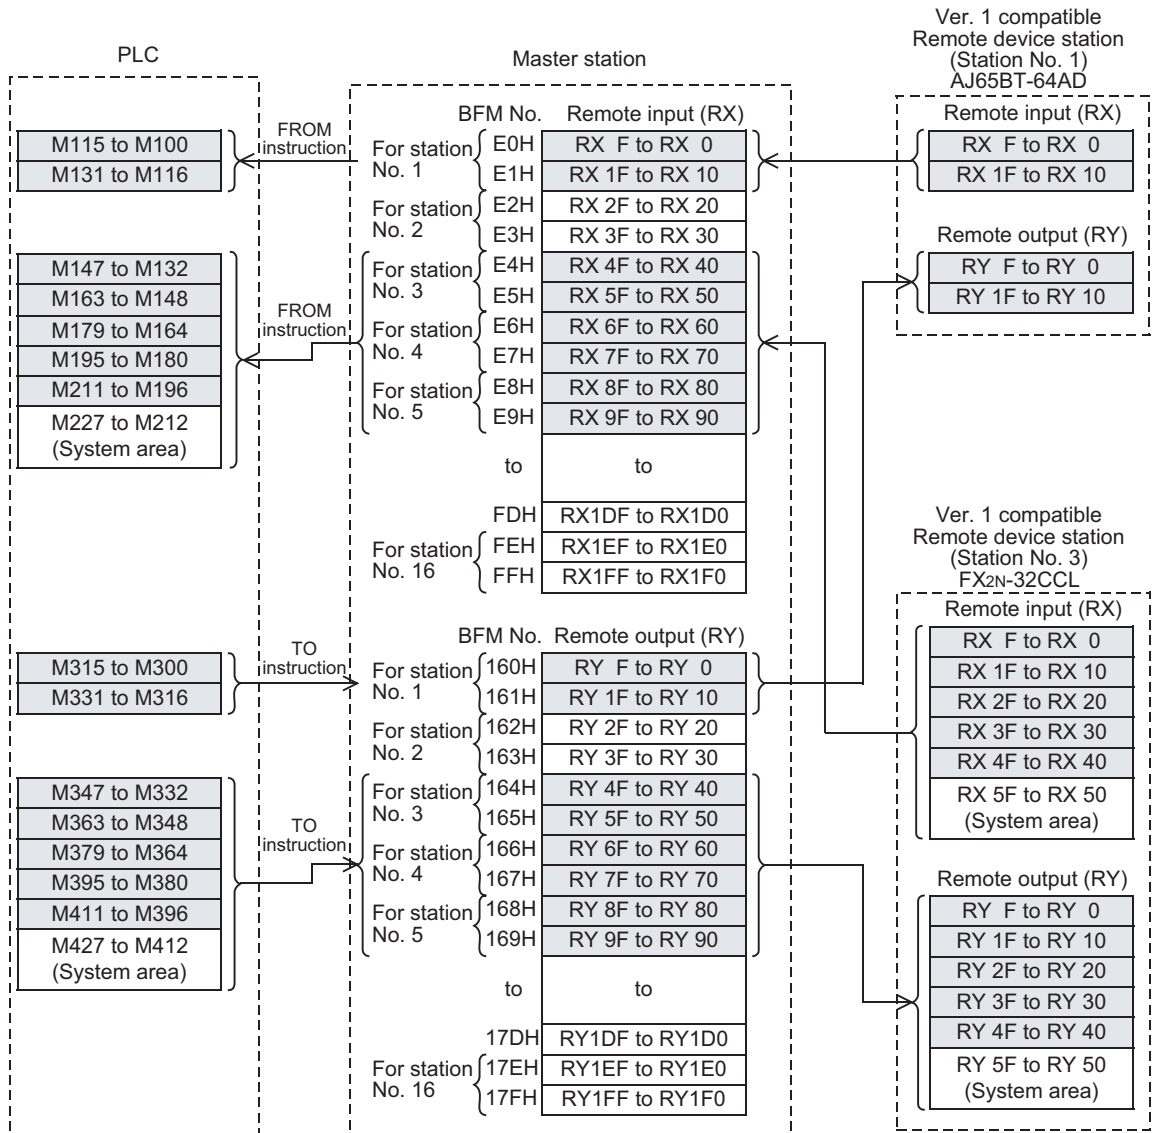 PLC
Master station
Ver. 1 compatible
Remote device station
(Station No. 1)
AJ65BT-64AD
M115 to M100
M131 to M116
FROM
instruction
M147 to M132
M163 to M148
M179 to M164
M195 to M180
M211 to M196
M227 to M212
(System area)
FROM
instruction
BFM No. Remote input (RX)
For station
No. 1
E0H RX F to RX 0
E1H RX 1F to RX 10
For station
No. 2
E2H RX 2F to RX 20
E3H RX 3F to RX 30
For station
No. 3
E4H RX 4F to RX 40
E5H RX 5F to RX 50
For station
No. 4
E6H RX 6F to RX 60
E7H RX 7F to RX 70
For station
No. 5
E8H RX 8F to RX 80
E9H RX 9F to RX 90
to to
FDH RX1DF to RX1D0
For station
No. 16
FEH RX1EF to RX1E0
FFH RX1FF to RX1F0
Remote input (RX)
RX F to RX 0
RX 1F to RX 10
Remote output (RY)
RY F to RY 0
RY 1F to RY 10
M315 to M300
M331 to M316
TO
instruction
M347 to M332
M363 to M348
M379 to M364
M395 to M380
M411 to M396
M427 to M412
(System area)
TO
instruction
BFM No. Remote output (RY)
For station
No. 1
160H RY F to RY 0
161H RY 1F to RY 10
For station
No. 2
162H RY 2F to RY 20
163H RY 3F to RY 30
For station
No. 3
164H RY 4F to RY 40
165H RY 5F to RY 50
For station
No. 4
166H RY 6F to RY 60
167H RY 7F to RY 70
For station
No. 5
168H RY 8F to RY 80
169H RY 9F to RY 90
to to
17DH RY1DF to RY1D0
For station
No. 16
17EH RY1EF to RY1E0
17FH RY1FF to RY1F0
Ver. 1 compatible
Remote device station
(Station No. 3)
FX2N-32CCL
Remote input (RX)
RX F to RX 0
RX 1F to RX 10
RX 2F to RX 20
RX 3F to RX 30
RX 4F to RX 40
RX 5F to RX 50
(System area)
Remote output (RY)
RY F to RY 0
RY 1F to RY 10
RY 2F to RY 20
RY 3F to RY 30
RY 4F to RY 40
RY 5F to RY 50
(System area)